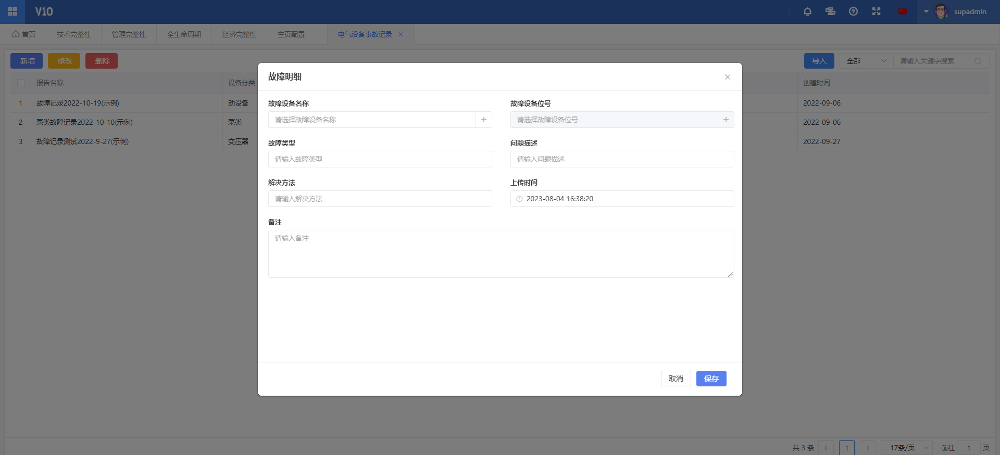 V10
supadmin
首页 技术完整性 管理完整性 全生命周期 经济完整性 主页配置 电气设备事故记录
新增 修改 删除 导入 全部 请输入关键字搜索
报告名称 设备分类 创建时间
1 故障记录2022-10-19(示例) 动设备 2022-09-06
2 泵类故障记录2022-10-10(示例) 泵类 2022-09-06
3 故障记录测试2022-9-27(示例) 变压器 2022-09-27
故障明细
故障设备名称 故障设备位号
请选择故障设备名称 请选择故障设备位号
故障类型 问题描述
请输入故障类型 请输入问题描述
解决方法 上传时间
请输入解决方法 2023-08-04 16:38:20
备注
请输入备注
取消 保存
共 3 条 1 17条/页 前往 1 页